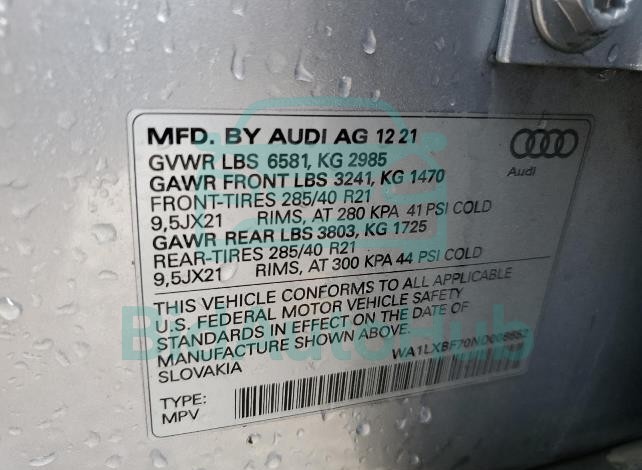 MFD. BY AUDI AG 12 21
GVWR LBS 6581, KG 2985
GAWR FRONT LBS 3241, KG 1470
FRONT-TIRES 285/40 R21
9,5JX21 RIMS, AT 280 KPA 41 PSI COLD
GAWR REAR LBS 3803, KG 1725
REAR-TIRES 285/40 R21
9,5JX21 RIMS, AT 300 KPA 44 PSI COLD
THIS VEHICLE CONFORMS TO ALL APPLICABLE
U.S. FEDERAL MOTOR VEHICLE SAFETY
STANDARDS IN EFFECT ON THE DATE OF
MANUFACTURE SHOWN ABOVE.
SLOVAKIA
TYPE:
MPV
Audi
BidAutoHub